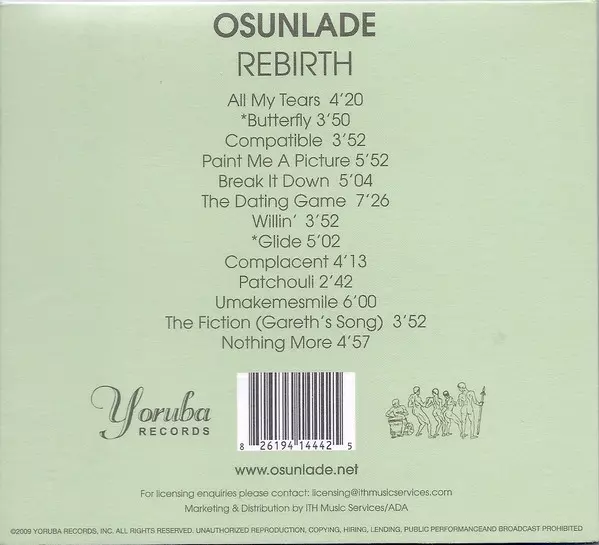 OSUNLADE
REBIRTH
All My Tears 4'20
*Butterfly 3'50
Compatible 3'52
Paint Me A Picture 5'52
Break It Down 5'04
The Dating Game 7'26
Willin' 3'52
*Glide 5'02
Complacent 4'13
Patchouli 2'42
Umakemesmile 6'00
The Fiction (Gareth's Song) 3'52
Nothing More 4'57
Yoruba
RECORDS
8 26194 14442 5
www.osunlade.net
For licensing enquiries please contact: licensing@ithmusicservices.com
Marketing & Distribution by ITH Music Services/ADA
©2009 YORUBA RECORDS, INC. ALL RIGHTS RESERVED. UNAUTHORIZED REPRODUCTION, COPYING, HIRING, LENDING, PUBLIC PERFORMANCEAND BROADCAST PROHIBITED